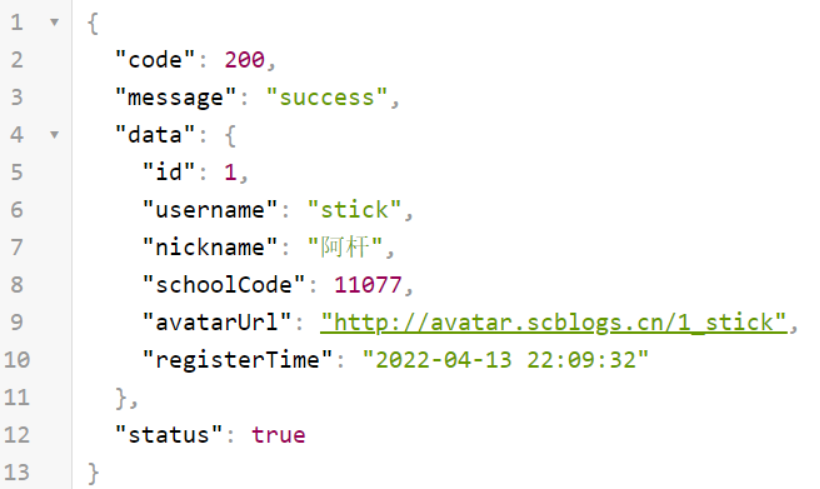 1 {
2 "code": 200,
3 "message": "success",
4 "data": {
5 "id": 1,
6 "username": "stick",
7 "nickname": "阿杆",
8 "schoolCode": 11077,
9 "avatarUrl": "http://avatar.scblogs.cn/1_stick",
10 "registerTime": "2022-04-13 22:09:32"
11 },
12 "status": true
13 }